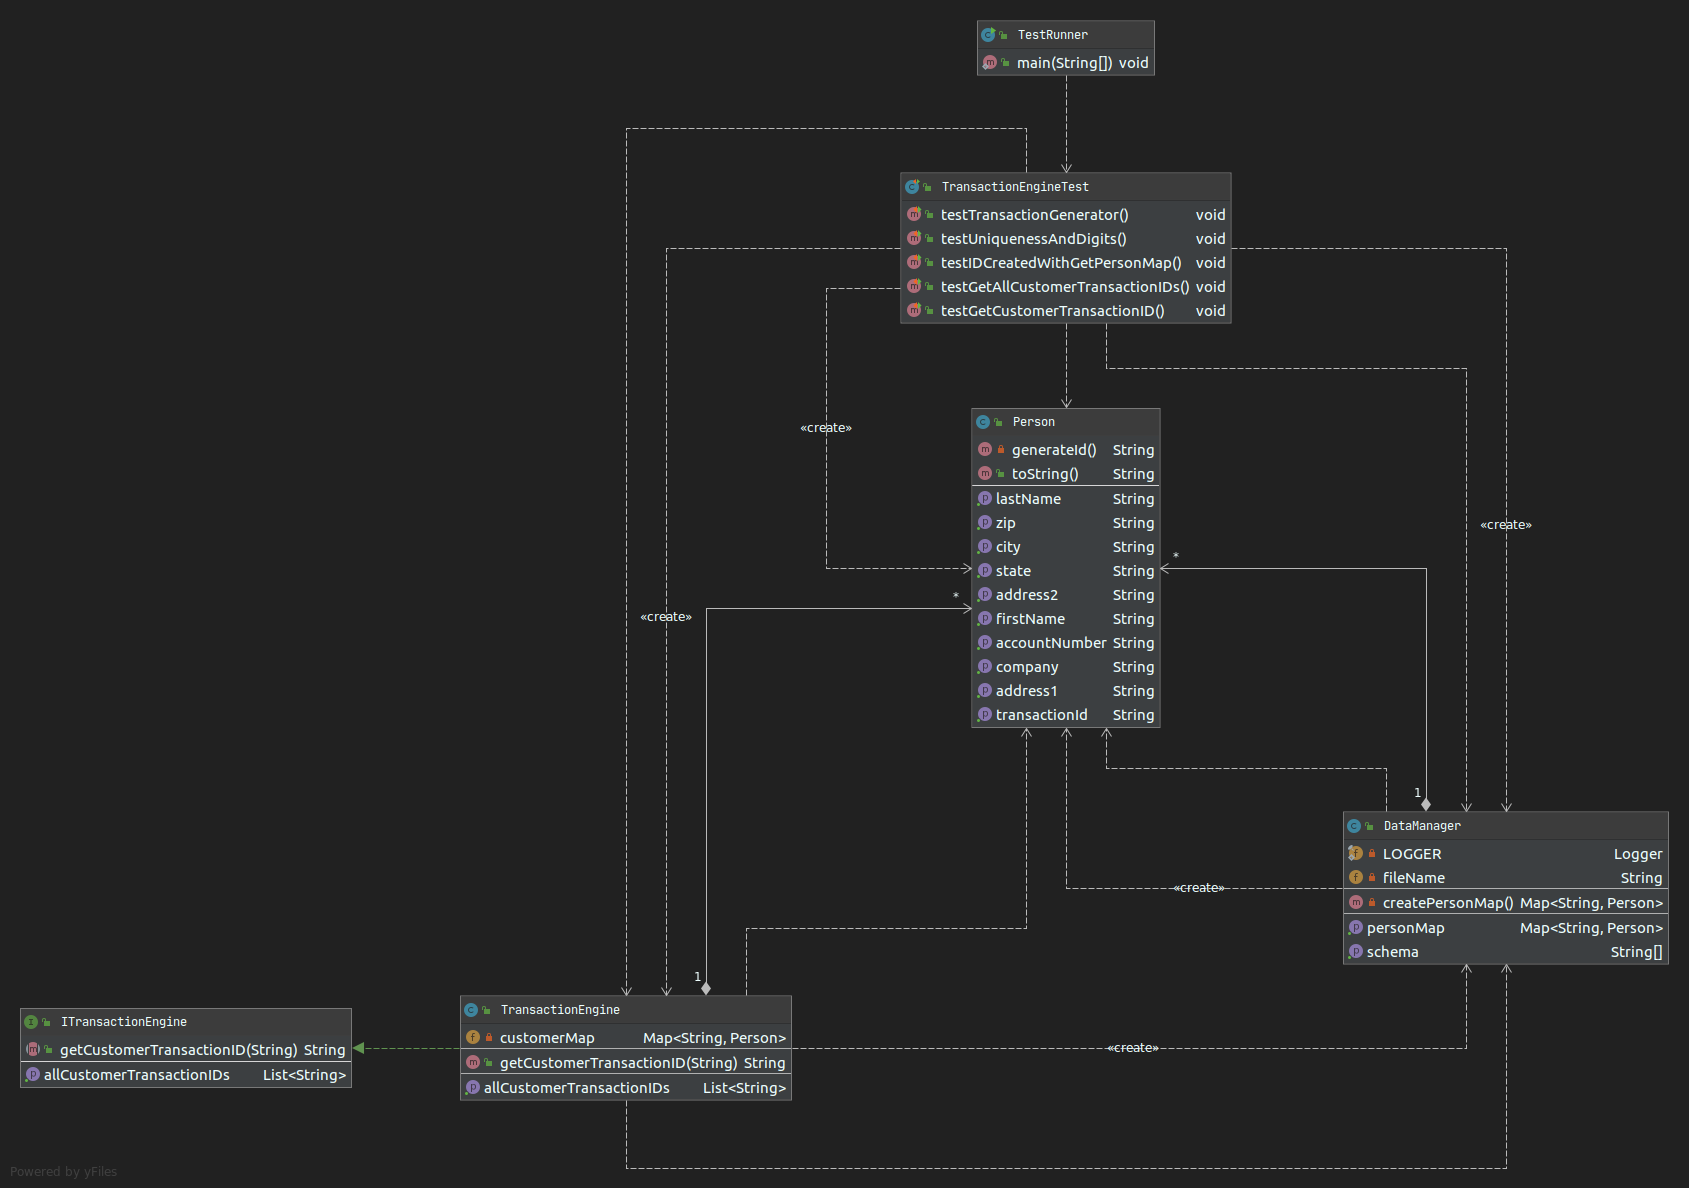 TestRunner
main(String[]) void
TransactionEngineTest
testTransactionGenerator() void
testUniquenessAndDigits() void
testIDCreatedWithGetPersonMap() void
testGetAllCustomerTransactionIDs() void
testGetCustomerTransactionID() void
«create»
«create»
«create»
Person
generateId() String
toString() String
lastName String
zip String
city String
state String
address2 String
firstName String
accountNumber String
company String
address1 String
transactionId String
*
*
1
DataManager
LOGGER Logger
fileName String
createPersonMap() Map<String, Person>
personMap Map<String, Person>
schema String[]
«create»
1
TransactionEngine
customerMap Map<String, Person>
getCustomerTransactionID(String) String
allCustomerTransactionIDs List<String>
«create»
ITransactionEngine
getCustomerTransactionID(String) String
allCustomerTransactionIDs List<String>
Powered by yFiles